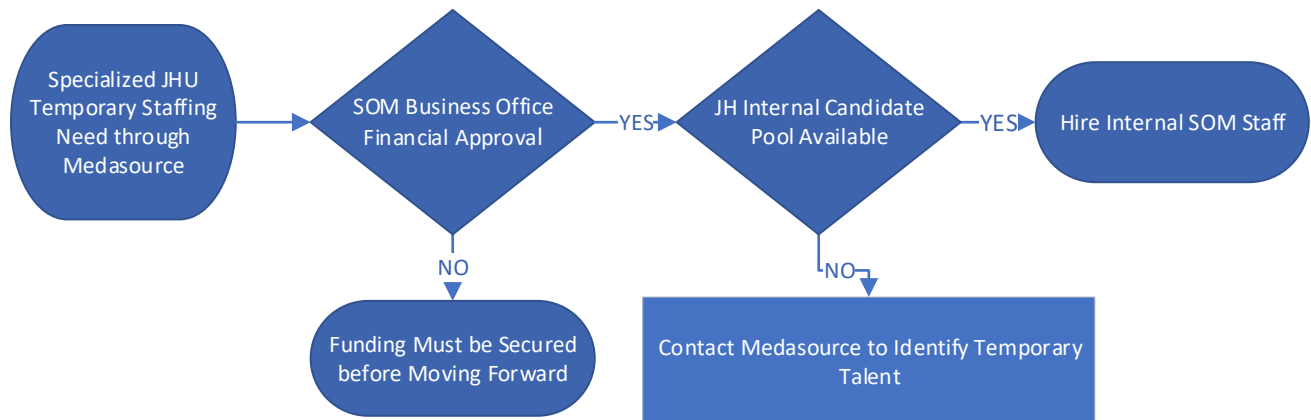 Specialized JHU
Temporary Staffing
Need through
Medasource
SOM Business Office
Financial Approval
YES
JH Internal Candidate
Pool Available
YES
Hire Internal SOM Staff
NO
Funding Must be Secured
before Moving Forward
NO
Contact Medasource to Identify Temporary
Talent